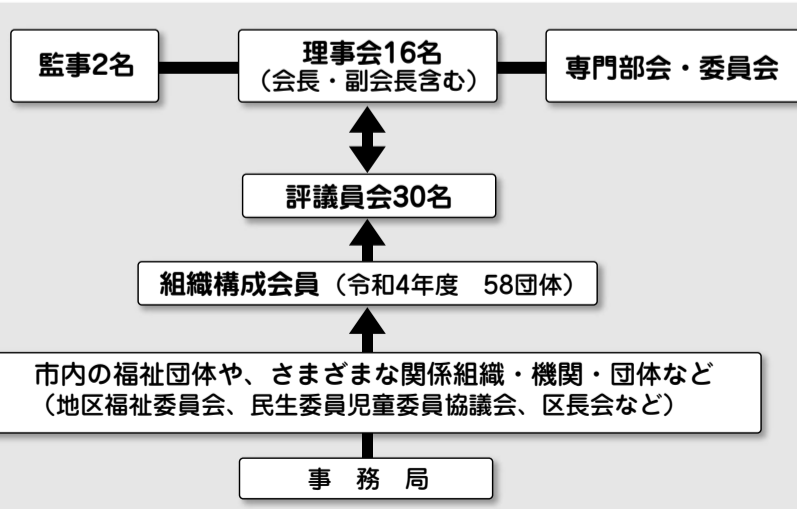 監事2名
理事会16名
（会長・副会長含む）
専門部会・委員会
評議員会30名
組織構成会員（令和4年度　58団体）
市内の福祉団体や、さまざまな関係組織・機関・団体など
（地区福祉委員会、民生委員児童委員協議会、区長会など）
事　務　局